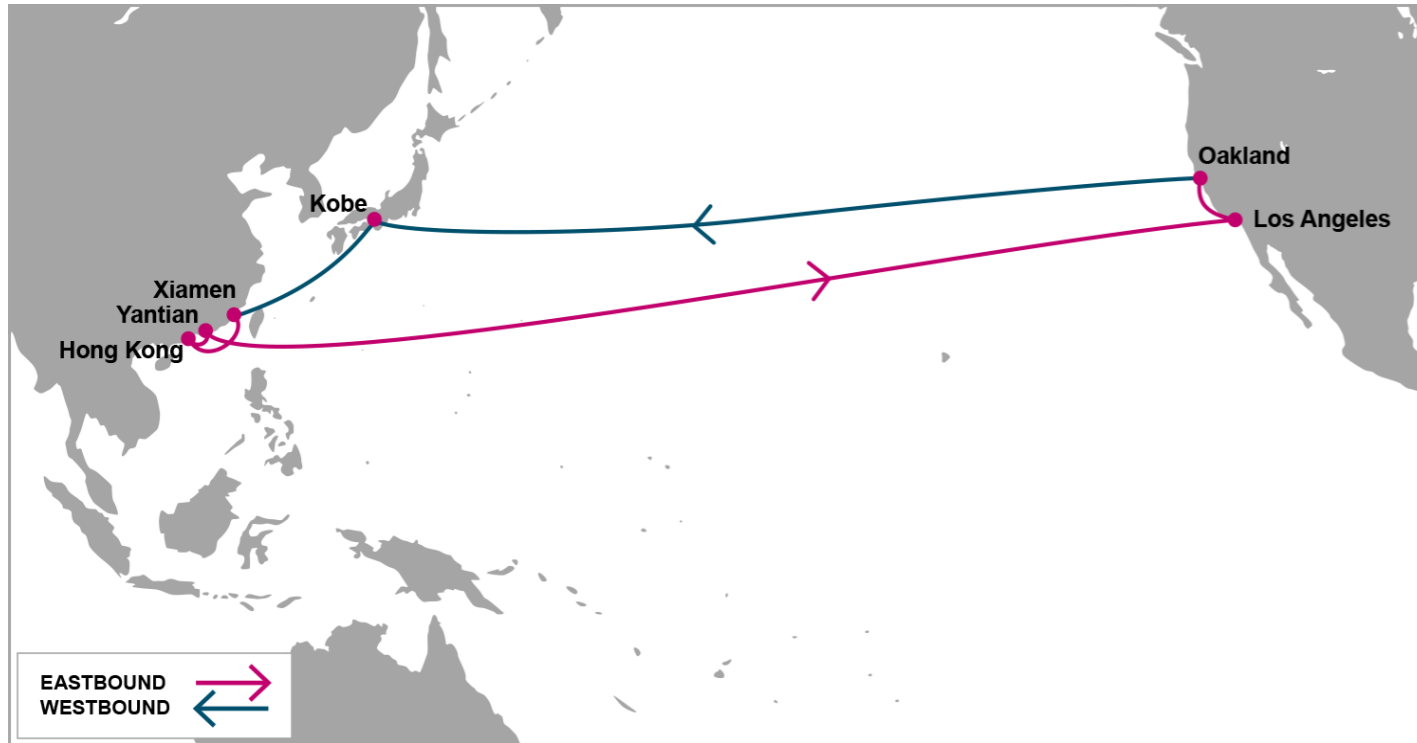 Oakland
Kobe
Los Angeles
Xiamen
Yantian
Hong Kong
EASTBOUND
WESTBOUND